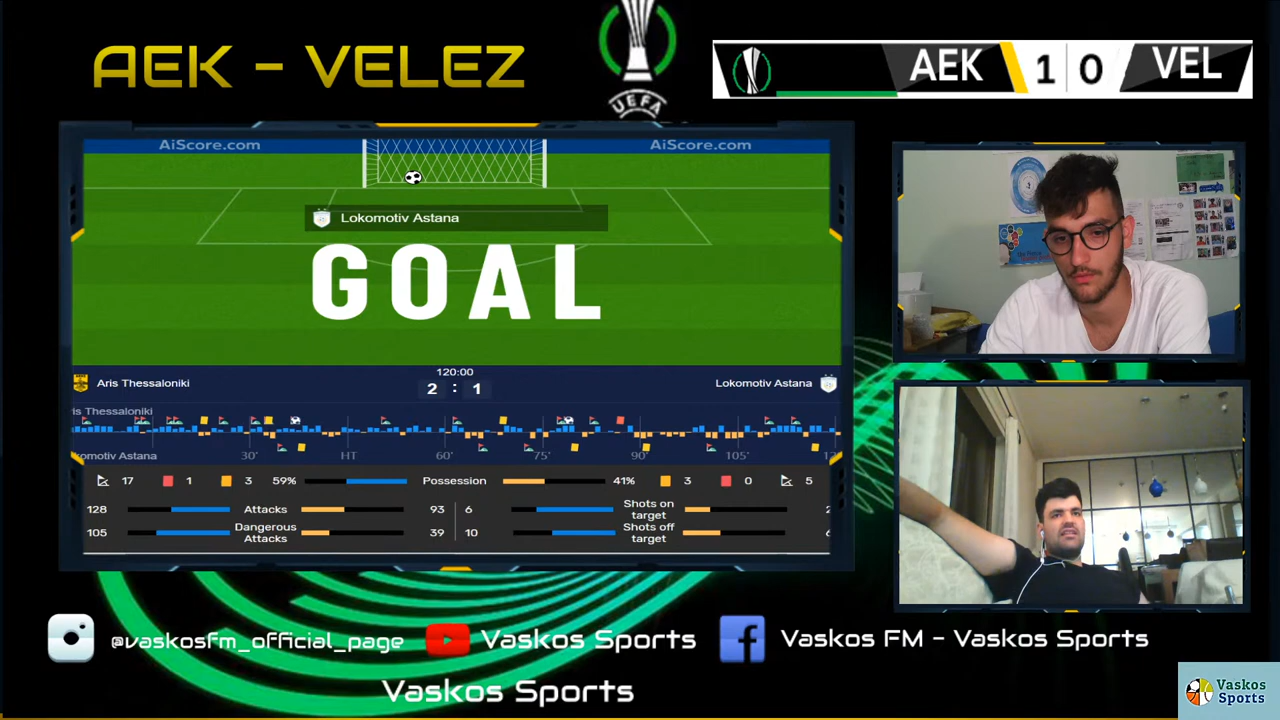 AEK - VELEZ
UEFA
AEK 1 0 VEL
AiScore.com
AiScore.com
Lokomotiv Astana
GOAL
120:00
Aris Thessaloniki
2 : 1
Lokomotiv Astana
is Thessaloniki
komotiv Astana
30' HT 60' 75' 90' 105'
17 1 3 59% Possession 41% 3 0 5
128 Attacks 93
6 Shots on target
105 Dangerous Attacks 39
10 Shots off target
@vaskosfm_official_page
Vaskos Sports
Vaskos FM - Vaskos Sports
Vaskos Sports
Vaskos
Sports